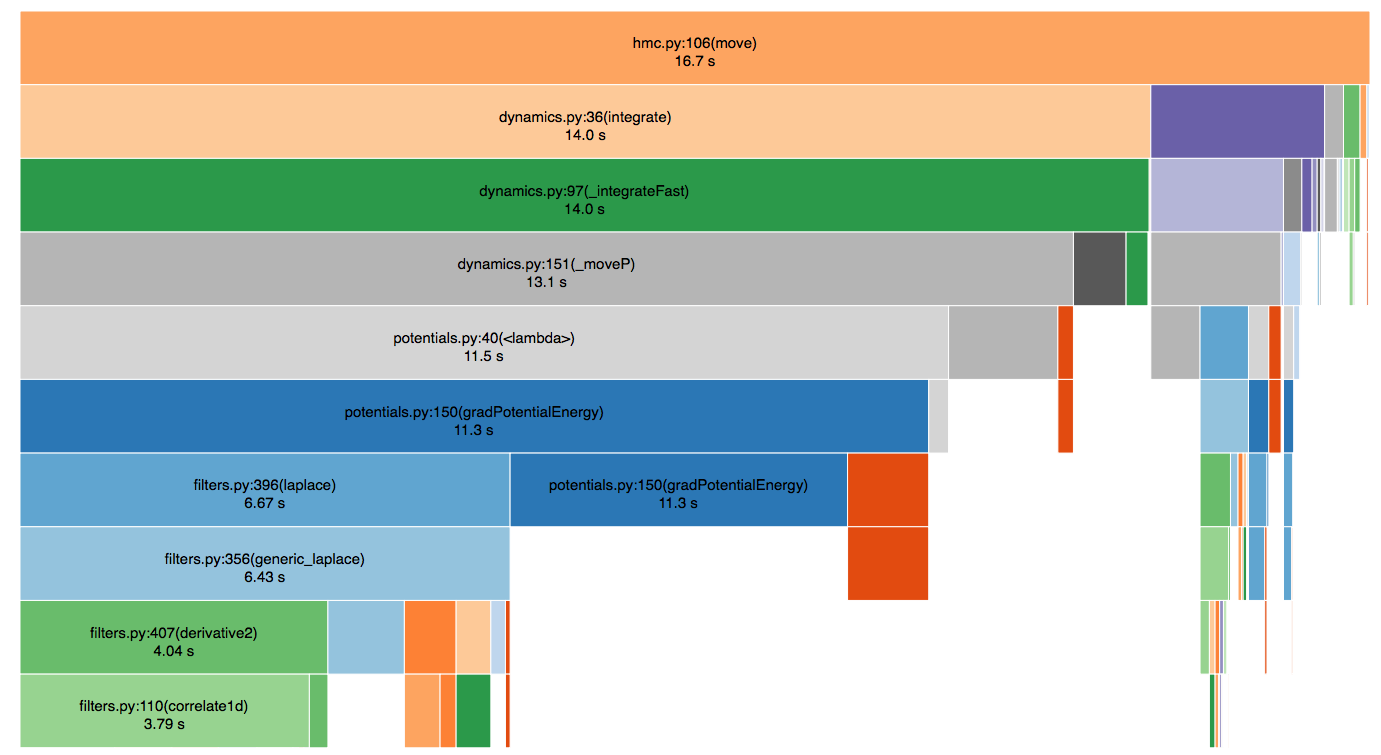 hmc.py:106(move)
16.7 s
dynamics.py:36(integrate)
14.0 s
dynamics.py:97(_integrateFast)
14.0 s
dynamics.py:151(_moveP)
13.1 s
potentials.py:40(<lambda>)
11.5 s
potentials.py:150(gradPotentialEnergy)
11.3 s
filters.py:396(laplace)
6.67 s
potentials.py:150(gradPotentialEnergy)
11.3 s
filters.py:356(generic_laplace)
6.43 s
filters.py:407(derivative2)
4.04 s
filters.py:110(correlate1d)
3.79 s